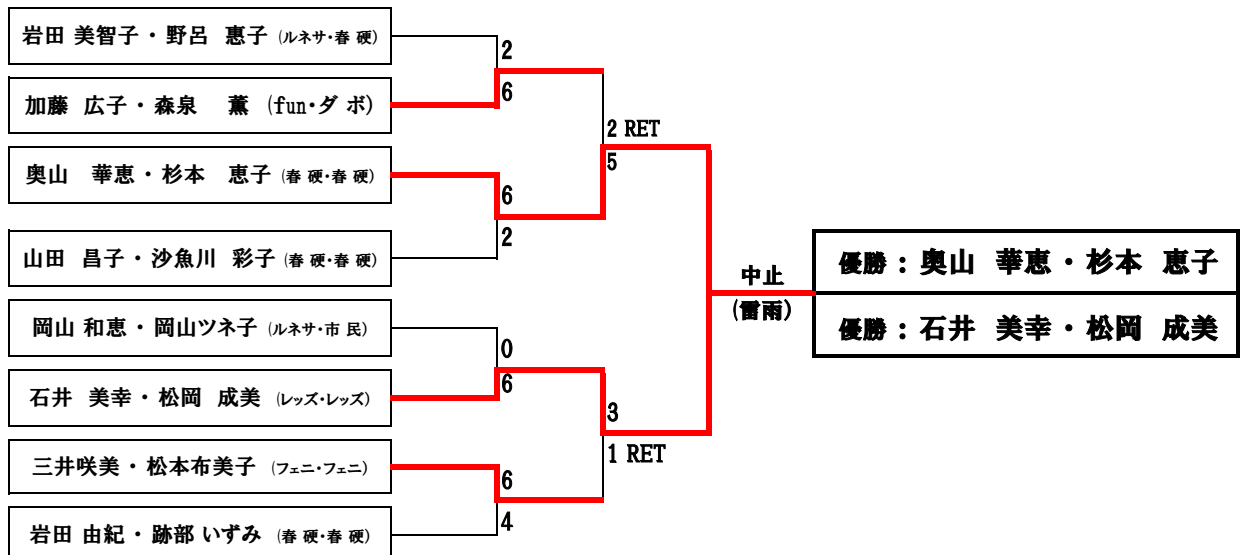 岩田 美智子・野呂 惠子 (ルネサ・春 硬)
2
6
加藤 広子・森泉 薫 (fun・ダ ボ)
2 RET
5
奥山 華恵・杉本 恵子 (春 硬・春 硬)
6
2
山田 昌子・沙魚川 彩子 (春 硬・春 硬)
中止
(雷雨)
優勝：奥山 華恵・杉本 恵子
優勝：石井 美幸・松岡 成美
岡山 和恵・岡山ツネ子 (ルネサ・市 民)
0
6
石井 美幸・松岡 成美 (レッズ・レッズ)
3
1 RET
三井咲美・松本布美子 (フェニ・フェニ)
6
4
岩田 由紀・跡部 いずみ (春 硬・春 硬)